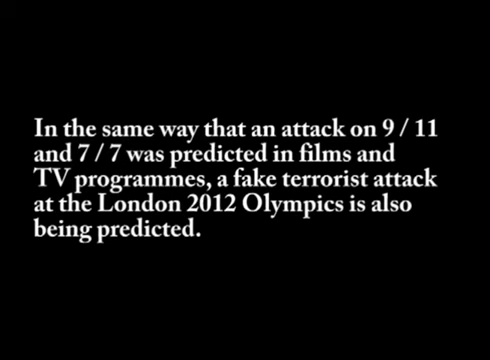 In the same way that an attack on 9 / 11
and 7 / 7 was predicted in films and
TV programmes, a fake terrorist attack
at the London 2012 Olympics is also
being predicted.